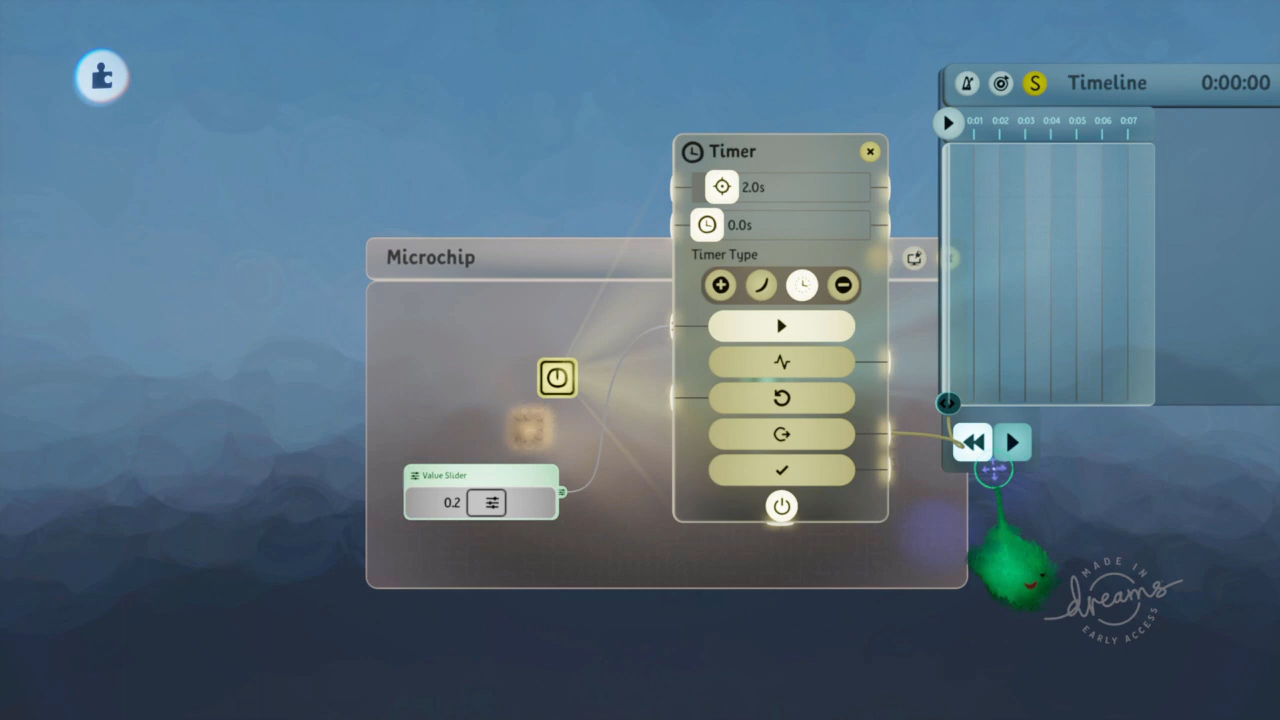 Timeline 0:00:00
0:01 0:02 0:03 0:04 0:05 0:06 0:07
Timer
2.0s
0.0s
Timer Type
Microchip
Value Slider
0.2
MADE IN
dreams
EARLY ACCESS
S